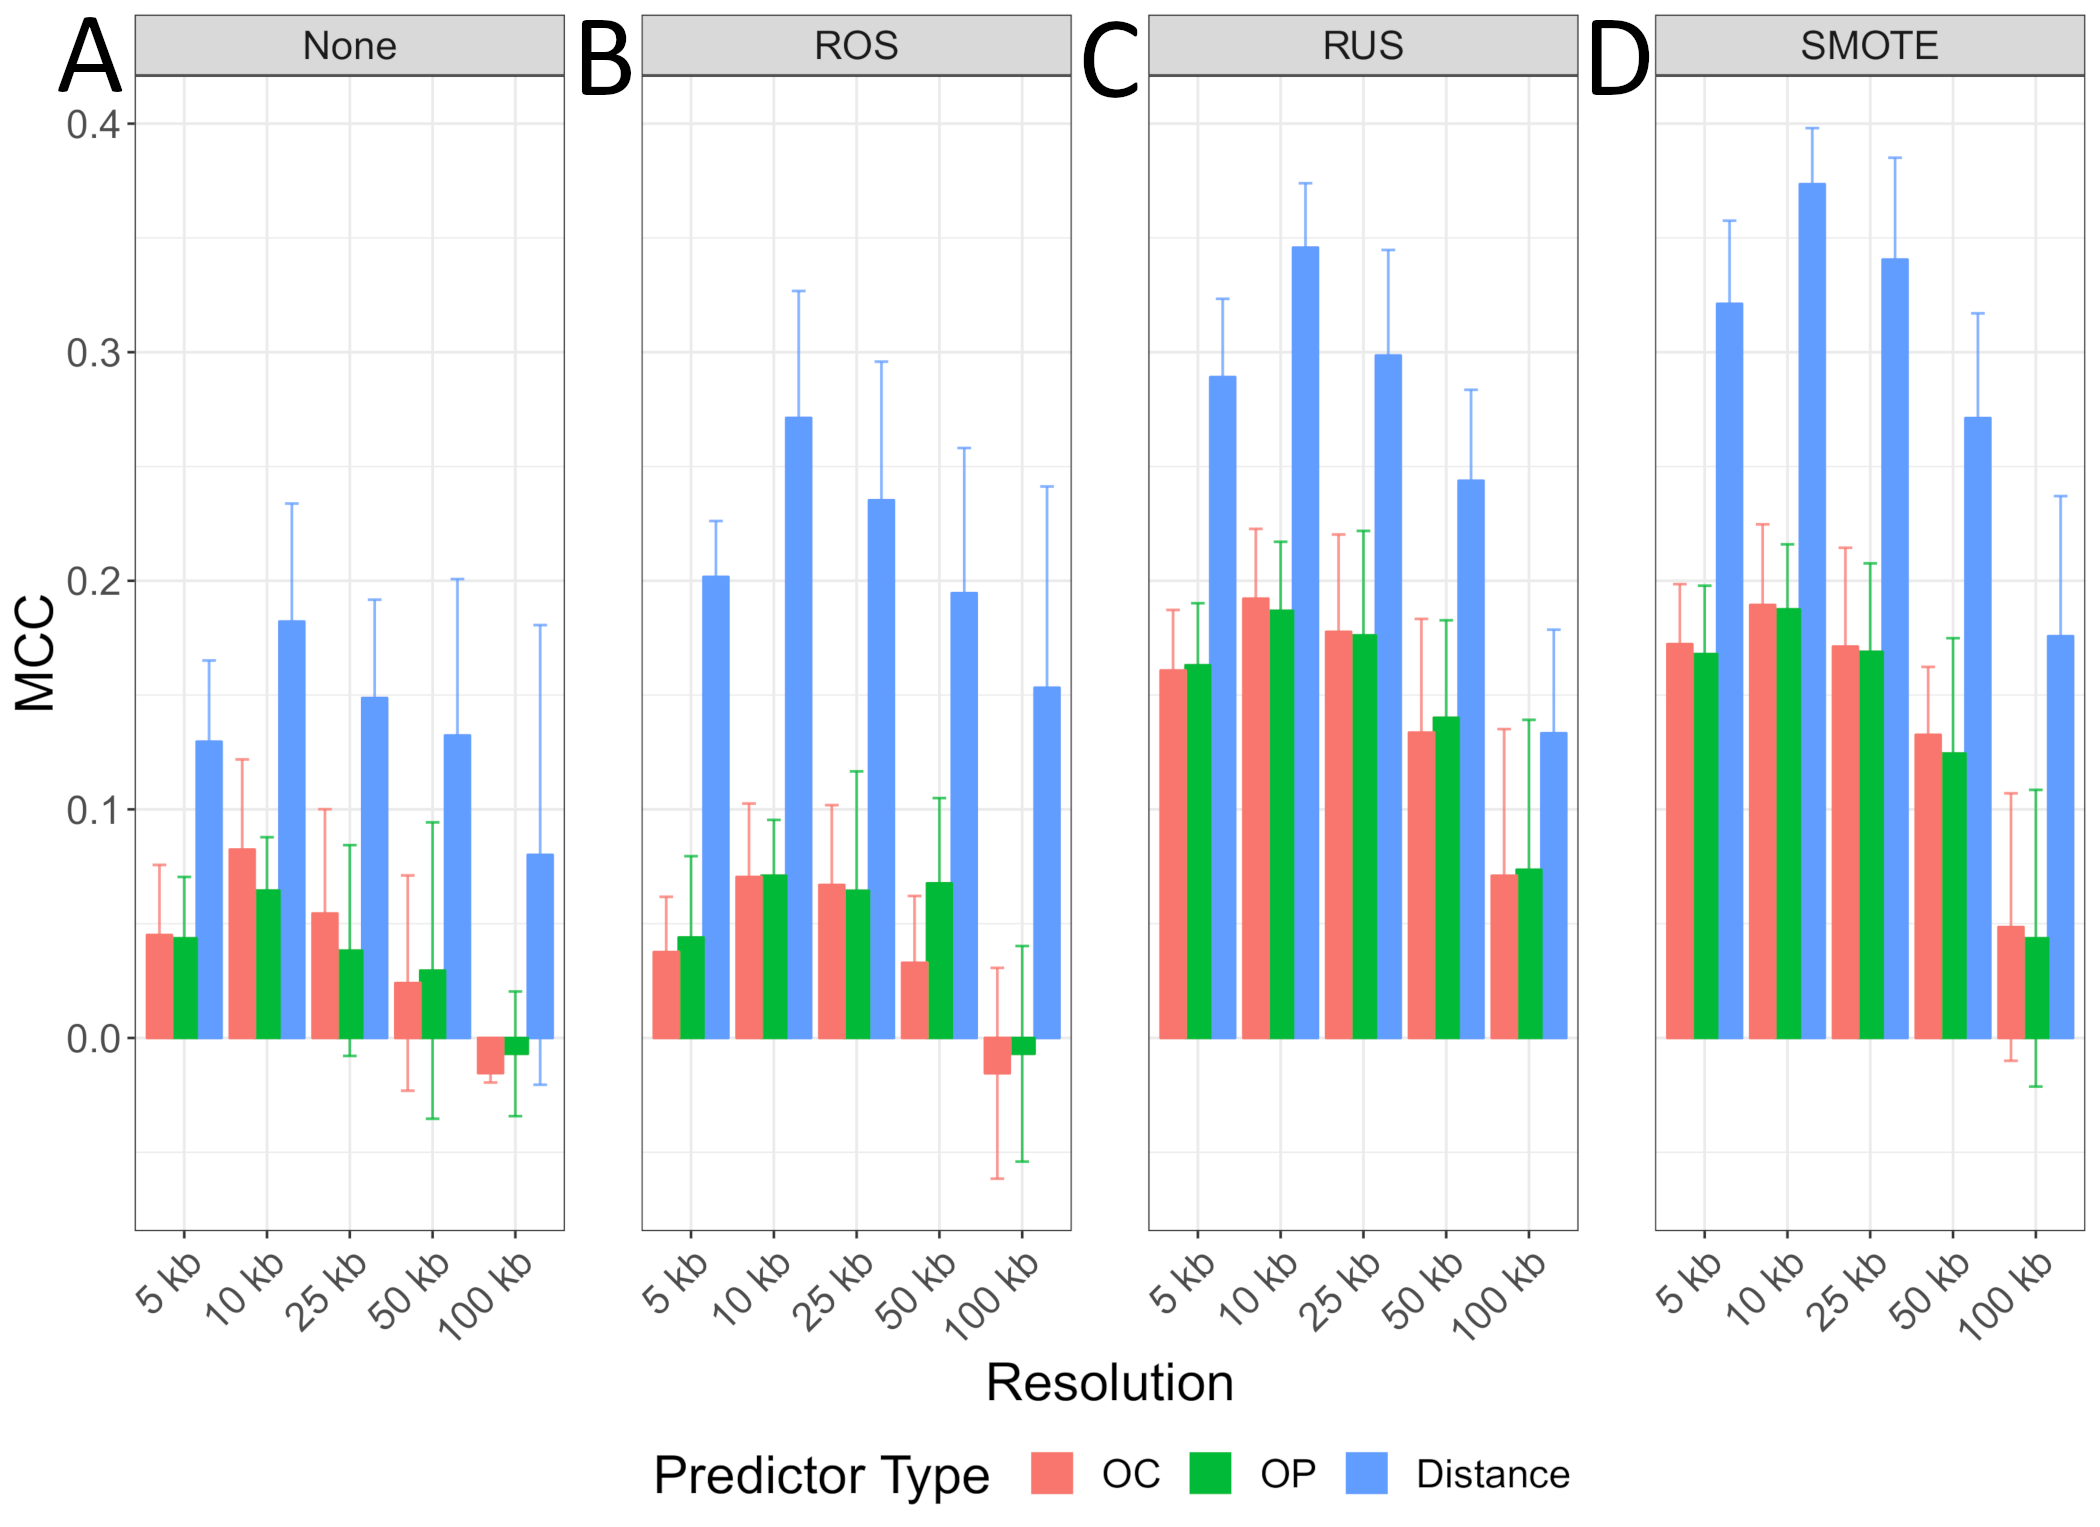 A None B ROS C RUS D SMOTE
0.4
0.3
0.2
0.1
0.0
MCC
5 kb 10 kb 25 kb 50 kb 100 kb 5 kb 10 kb 25 kb 50 kb 100 kb 5 kb 10 kb 25 kb 50 kb 100 kb 5 kb 10 kb 25 kb 50 kb 100 kb
Resolution
Predictor Type OC OP Distance